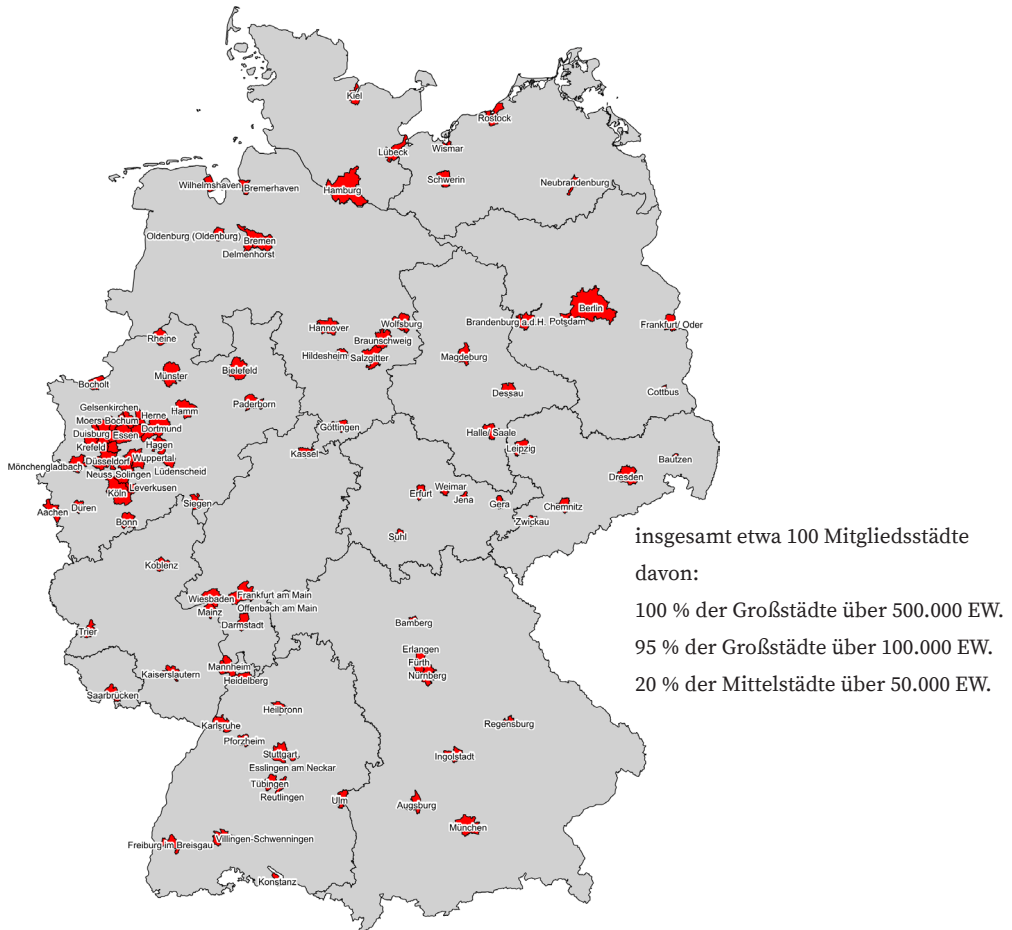 Kiel
Rostock
Lübeck
Wismar
Schwerin
Neubrandenburg
Wilhelmshaven
Bremerhaven
Hamburg
Oldenburg (Oldenburg)
Bremen
Delmenhorst
Berlin
Brandenburg a.d.H.
Potsdam
Frankfurt/ Oder
Hannover
Wolfsburg
Braunschweig
Hildesheim
Salzgitter
Magdeburg
Rheine
Münster
Bielefeld
Bocholt
Paderborn
Dessau
Cottbus
Gelsenkirchen
Herne
Hamm
Moers
Bochum
Dortmund
Duisburg
Essen
Göttingen
Halle/ Saale
Leipzig
Krefeld
Hagen
Kassel
Bautzen
Mönchengladbach
Düsseldorf
Wuppertal
Lüdenscheid
Dresden
Neuss
Solingen
Köln
Leverkusen
Erfurt
Weimar
Jena
Gera
Chemnitz
Aachen
Düren
Bonn
Siegen
Zwickau
Suhl
Koblenz
Wiesbaden
Frankfurt am Main
Mainz
Offenbach am Main
Darmstadt
Trier
Bamberg
Erlangen
Fürth
Nürnberg
Kaiserslautern
Mannheim
Heidelberg
Saarbrücken
Heilbronn
Karlsruhe
Regensburg
Pforzheim
Stuttgart
Ingolstadt
Esslingen am Neckar
Tübingen
Reutlingen
Ulm
Augsburg
München
Freiburg im Breisgau
Villingen-Schwenningen
Konstanz
insgesamt etwa 100 Mitgliedsstädte
davon:
100 % der Großstädte über 500.000 EW.
95 % der Großstädte über 100.000 EW.
20 % der Mittelstädte über 50.000 EW.